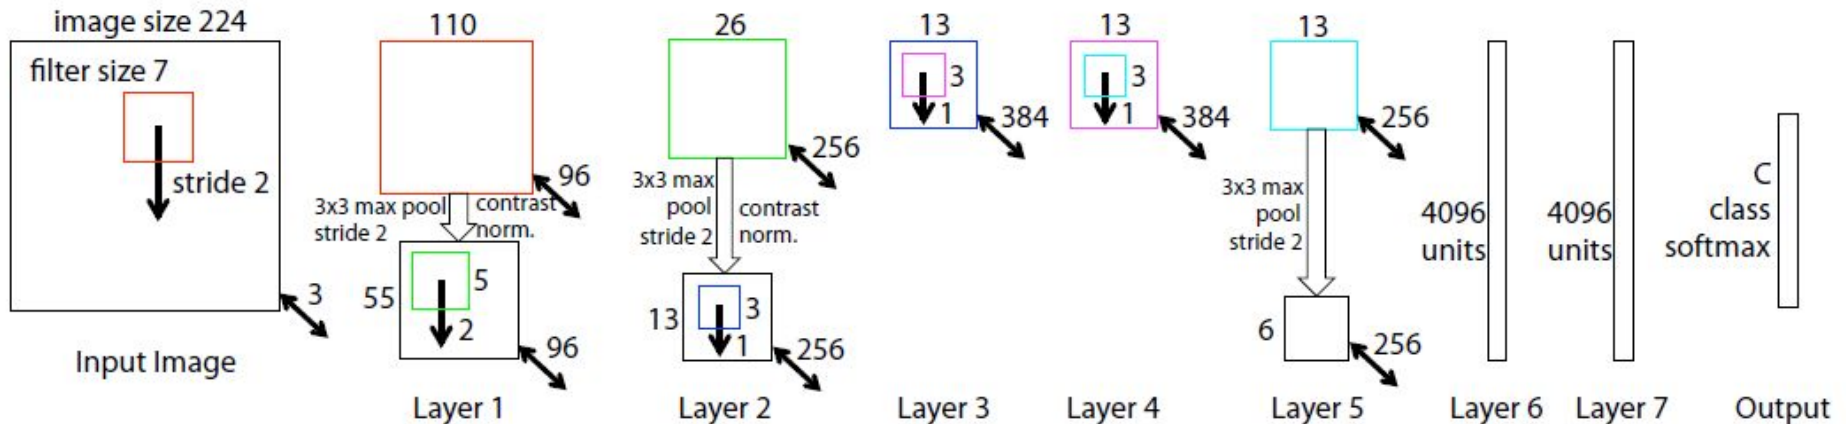 image size 224
filter size 7
stride 2
3
Input Image
110
96
3x3 max pool
stride 2
contrast
norm.
55
5
2
96
Layer 1
26
256
3x3 max
pool
stride 2
contrast
norm.
13
3
1
256
Layer 2
13
3
1
384
Layer 3
13
3
1
384
Layer 4
13
256
3x3 max
pool
stride 2
6
256
Layer 5
4096
units
Layer 6
4096
units
Layer 7
C
class
softmax
Output